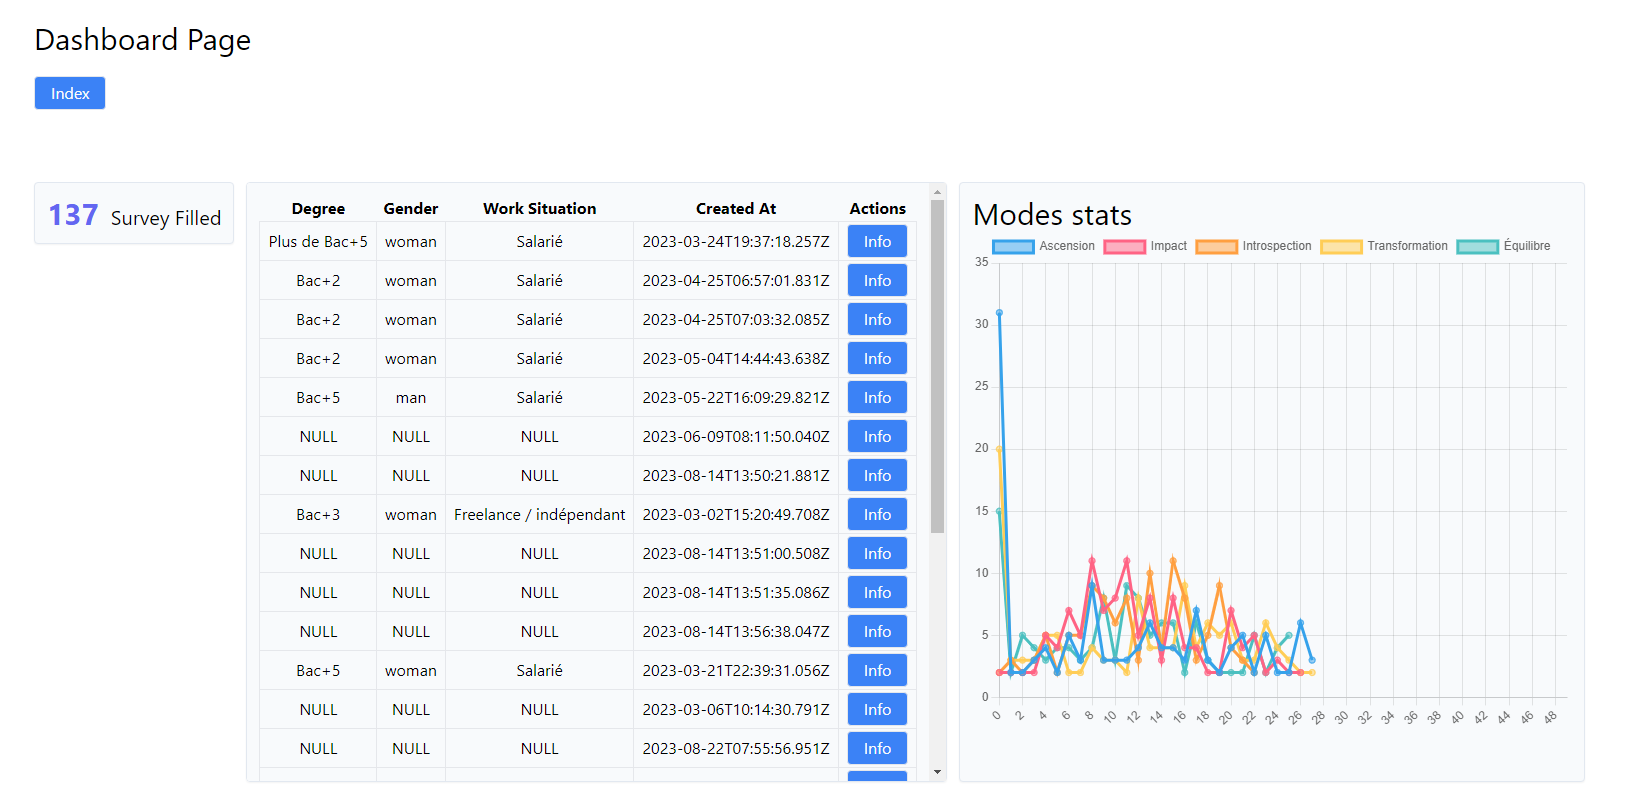 Dashboard Page
Index
137 Survey Filled
Degree Gender Work Situation Created At Actions
Plus de Bac+5 woman Salarié 2023-03-24T19:37:18.257Z Info
Bac+2 woman Salarié 2023-04-25T06:57:01.831Z Info
Bac+2 woman Salarié 2023-04-25T07:03:32.085Z Info
Bac+2 woman Salarié 2023-05-04T14:44:43.638Z Info
Bac+5 man Salarié 2023-05-22T16:09:29.821Z Info
NULL NULL NULL 2023-06-09T08:11:50.040Z Info
NULL NULL NULL 2023-08-14T13:50:21.881Z Info
Bac+3 woman Freelance / indépendant 2023-03-02T15:20:49.708Z Info
NULL NULL NULL 2023-08-14T13:51:00.508Z Info
NULL NULL NULL 2023-08-14T13:51:35.086Z Info
NULL NULL NULL 2023-08-14T13:56:38.047Z Info
Bac+5 woman Salarié 2023-03-21T22:39:31.056Z Info
NULL NULL NULL 2023-03-06T10:14:30.791Z Info
NULL NULL NULL 2023-08-22T07:55:56.951Z Info
Modes stats
Ascension Impact Introspection Transformation Équilibre
35
30
25
20
15
10
5
0
0 2 4 6 8 10 12 14 16 18 20 22 24 26 28 30 32 34 36 38 40 42 44 46 48